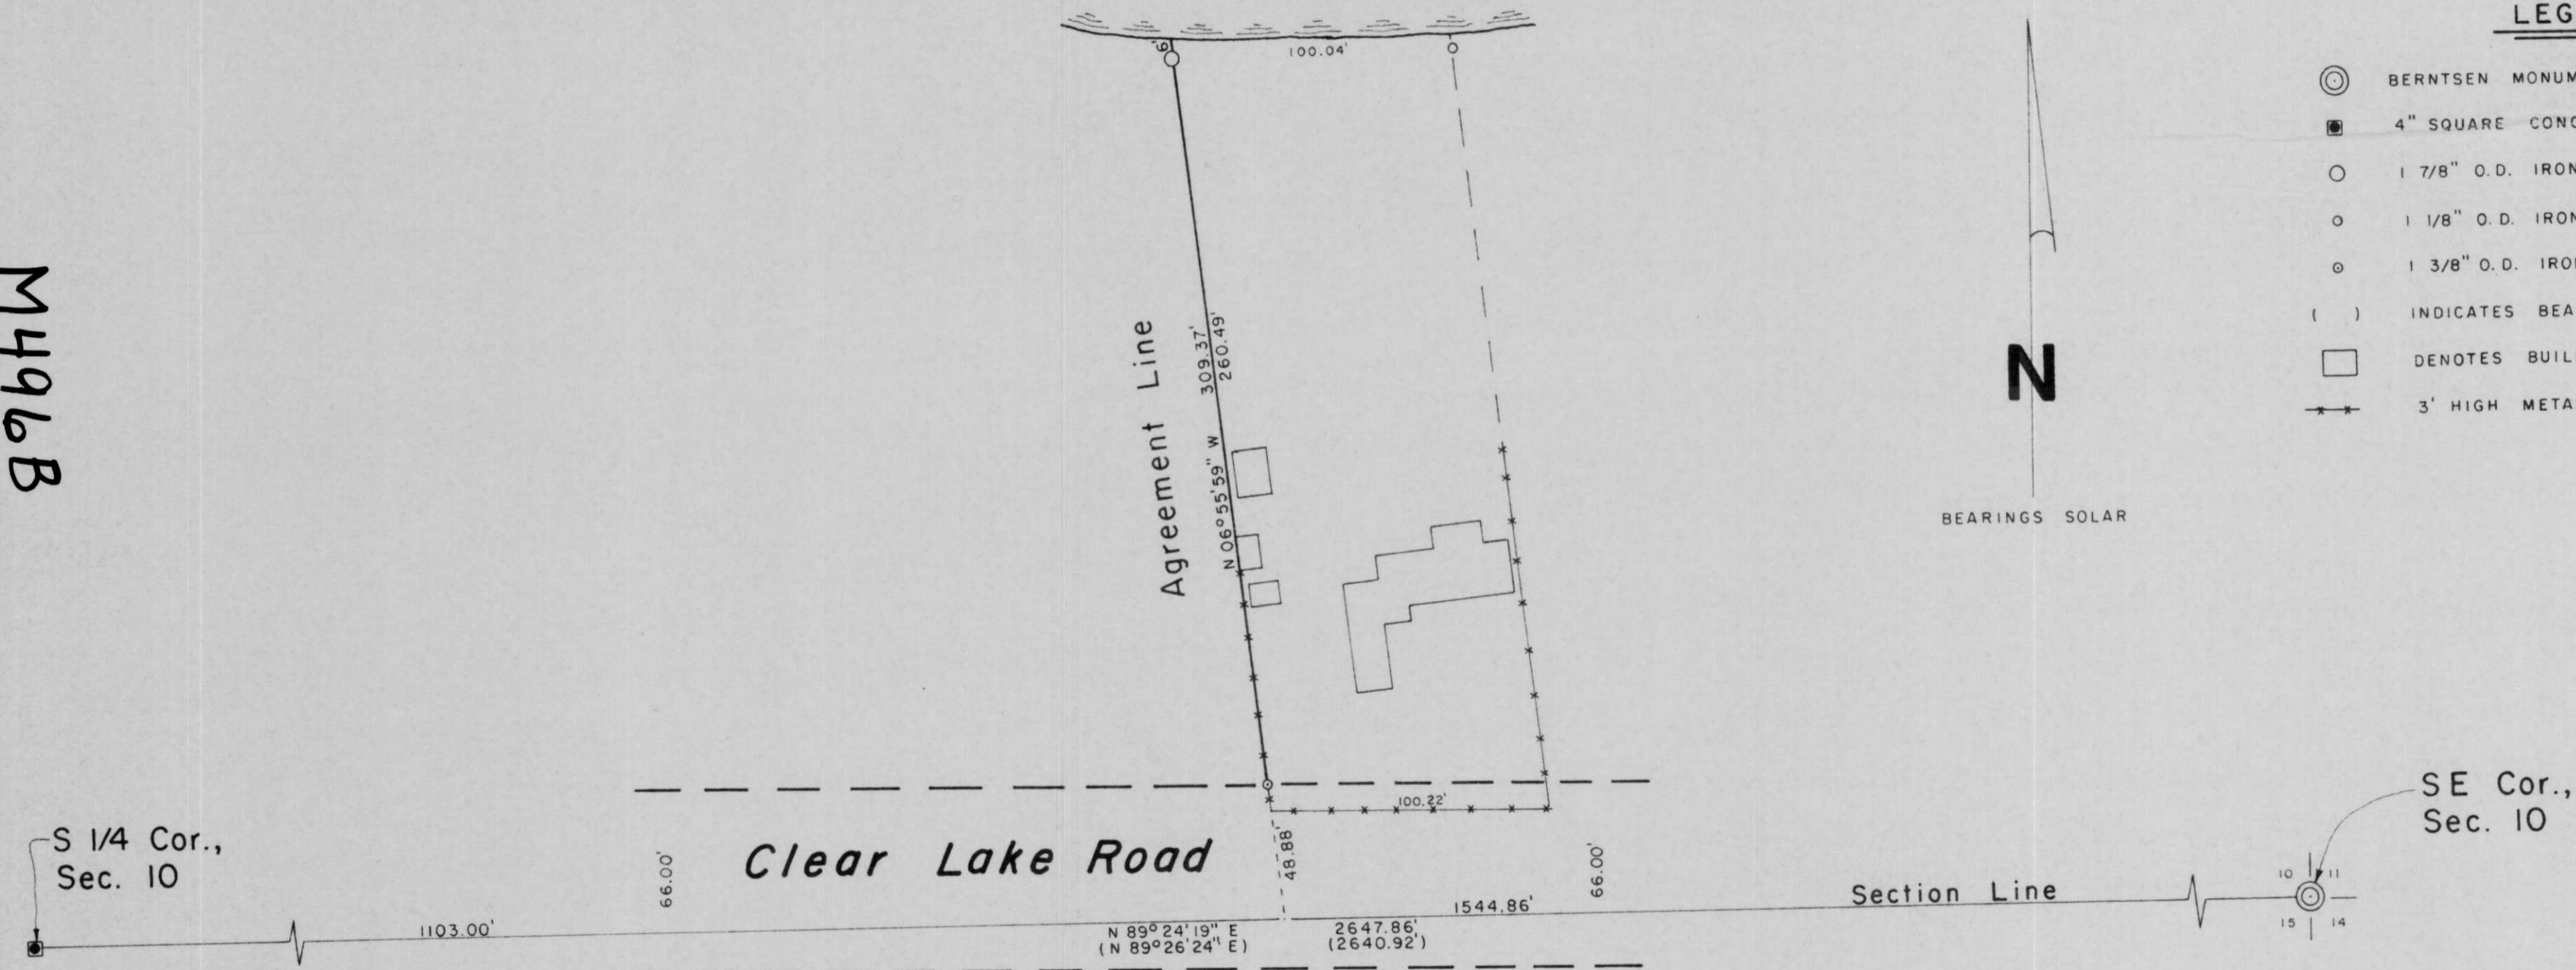 LEG
BERNTSEN MONUM
4" SQUARE CONC
1 7/8" O.D. IRON
1 1/8" O.D. IRON
1 3/8" O.D. IRO
( ) INDICATES BEA
DENOTES BUIL
3' HIGH META
6'
100.04'
M496B
Agreement Line
309.37'
260.49'
N 06°55'59" W
N
BEARINGS SOLAR
100.22'
S 1/4 Cor.,
Sec. 10
66.00'
Clear Lake Road
48.88'
66.00'
SE Cor.,
Sec. 10
10 11
15 14
Section Line
1544.86'
1103.00'
N 89°24'19" E 2647.86'
(N 89°26'24" E) (2640.92')